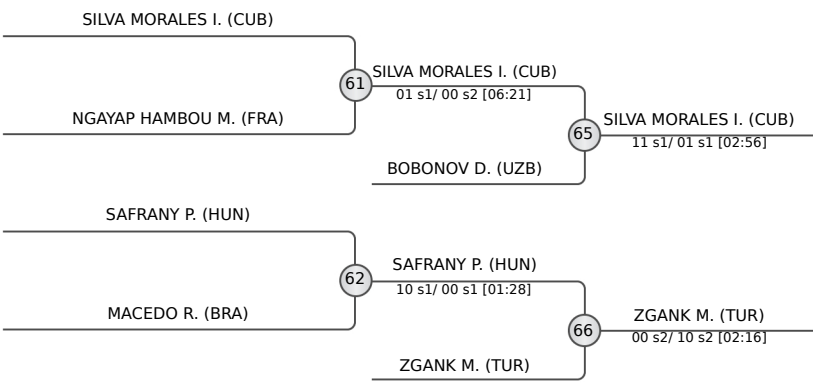 SILVA MORALES I. (CUB)
61
SILVA MORALES I. (CUB)
01 s1/ 00 s2 [06:21]
NGAYAP HAMBOU M. (FRA)
65
SILVA MORALES I. (CUB)
11 s1/ 01 s1 [02:56]
BOBONOV D. (UZB)
SAFRANY P. (HUN)
62
SAFRANY P. (HUN)
10 s1/ 00 s1 [01:28]
MACEDO R. (BRA)
66
ZGANK M. (TUR)
00 s2/ 10 s2 [02:16]
ZGANK M. (TUR)